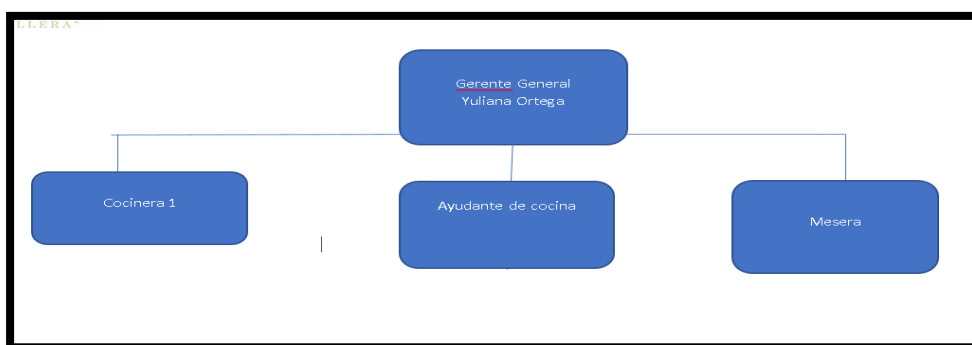 LLERA"
Gerente General
Yuliana Ortega
Cocinera 1
Ayudante de cocina
Mesera